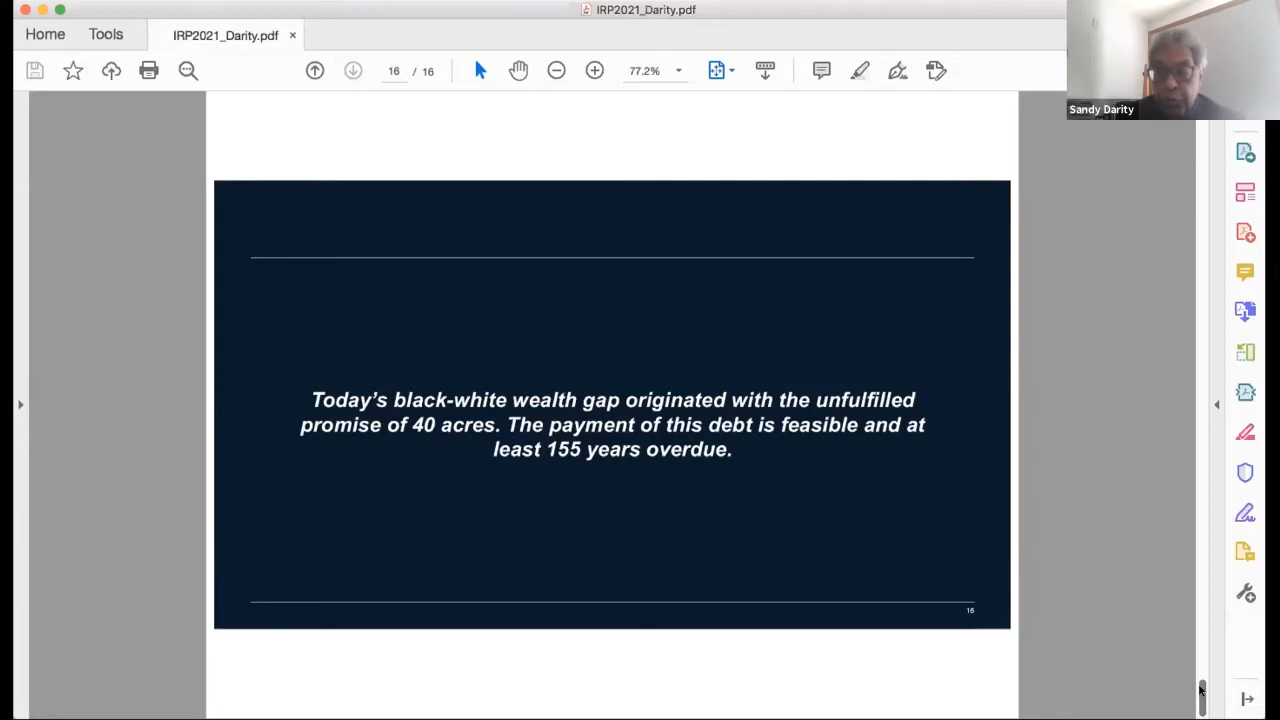 IRP2021_Darity.pdf
Home Tools IRP2021_Darity.pdf ×
16 / 16 77.2%
Sandy Darity
Today’s black-white wealth gap originated with the unfulfilled
promise of 40 acres. The payment of this debt is feasible and at
least 155 years overdue.
16